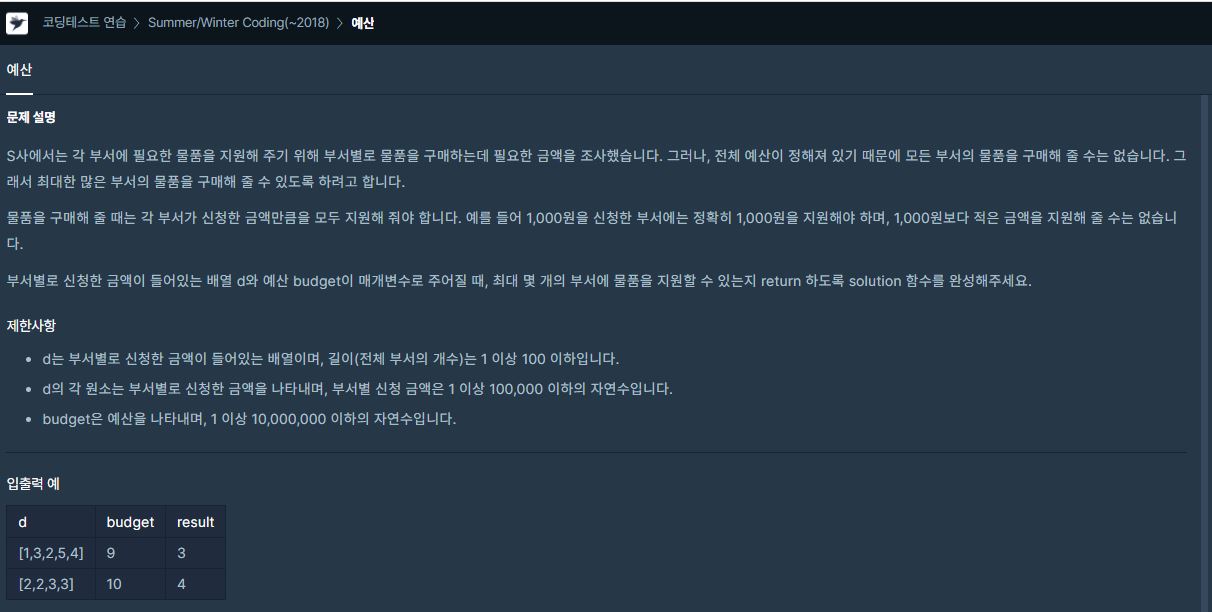 코딩테스트 연습 > Summer/Winter Coding(~2018) > 예산
예산
문제 설명
S사에서는 각 부서에 필요한 물품을 지원해 주기 위해 부서별로 물품을 구매하는데 필요한 금액을 조사했습니다. 그러나, 전체 예산이 정해져 있기 때문에 모든 부서의 물품을 구매해 줄 수는 없습니다. 그
래서 최대한 많은 부서의 물품을 구매해 줄 수 있도록 하려고 합니다.
물품을 구매해 줄 때는 각 부서가 신청한 금액만큼을 모두 지원해 줘야 합니다. 예를 들어 1,000원을 신청한 부서에는 정확히 1,000원을 지원해야 하며, 1,000원보다 적은 금액을 지원해 줄 수는 없습니
다.
부서별로 신청한 금액이 들어있는 배열 d와 예산 budget이 매개변수로 주어질 때, 최대 몇 개의 부서에 물품을 지원할 수 있는지 return 하도록 solution 함수를 완성해주세요.
제한사항
• d는 부서별로 신청한 금액이 들어있는 배열이며, 길이(전체 부서의 개수)는 1 이상 100 이하입니다.
• d의 각 원소는 부서별로 신청한 금액을 나타내며, 부서별 신청 금액은 1 이상 100,000 이하의 자연수입니다.
• budget은 예산을 나타내며, 1 이상 10,000,000 이하의 자연수입니다.
입출력 예
d budget result
[1,3,2,5,4] 9 3
[2,2,3,3] 10 4